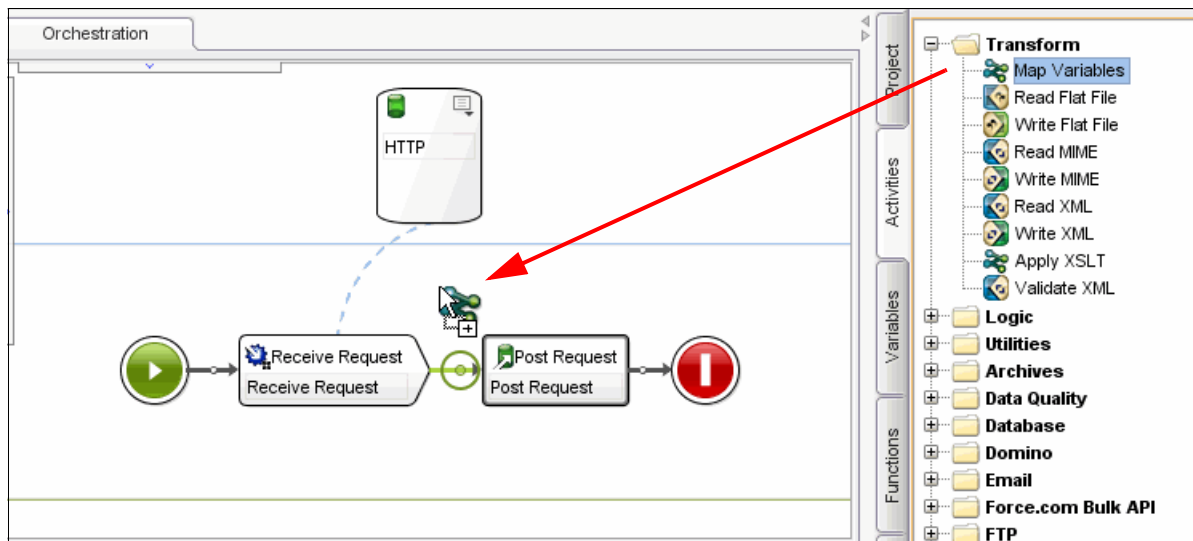 Orchestration
HTTP
Receive Request
Receive Request
Post Request
Post Request
Project
Activities
Variables
Functions
Transform
Map Variables
Read Flat File
Write Flat File
Read MIME
Write MIME
Read XML
Write XML
Apply XSLT
Validate XML
Logic
Utilities
Archives
Data Quality
Database
Domino
Email
Force.com Bulk API
FTP